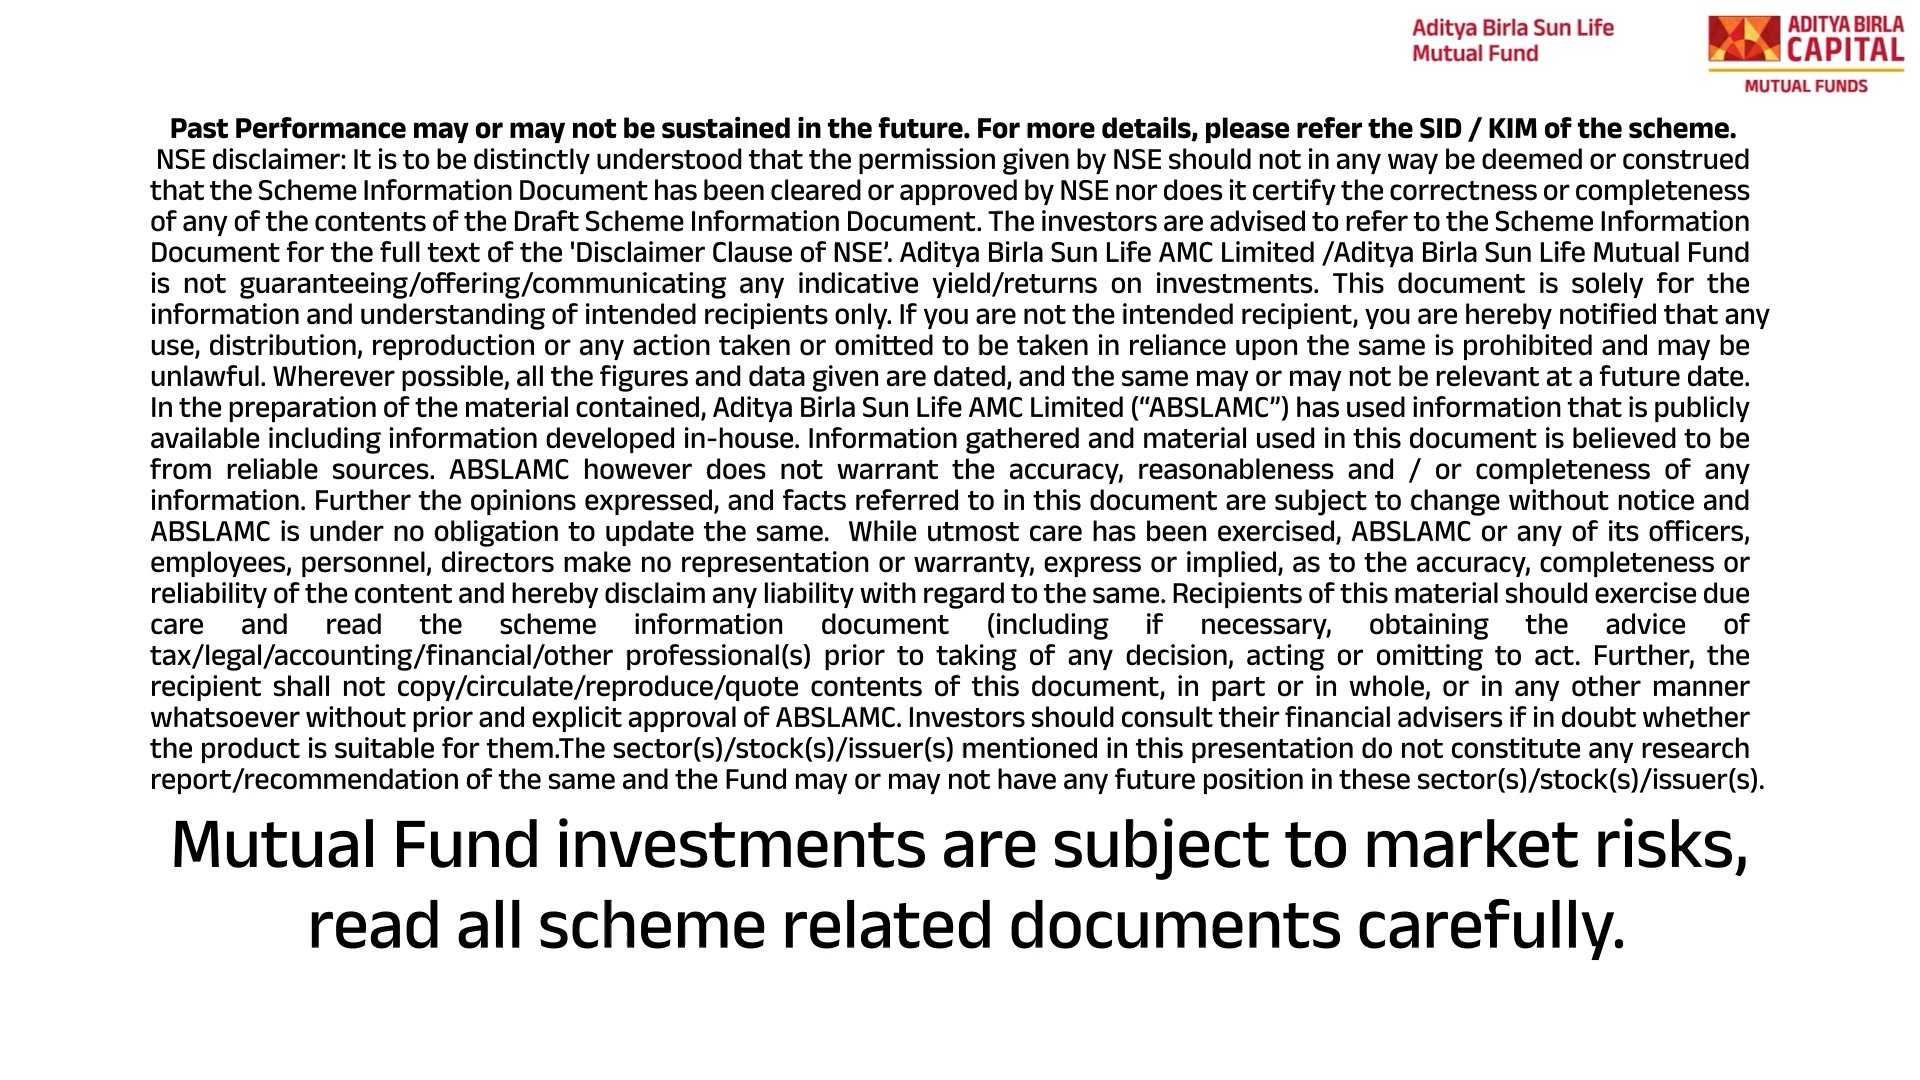 Aditya Birla Sun Life
Mutual Fund
ADITYA BIRLA
CAPITAL
MUTUAL FUNDS
Past Performance may or may not be sustained in the future. For more details, please refer the SID / KIM of the scheme.
NSE disclaimer: It is to be distinctly understood that the permission given by NSE should not in any way be deemed or construed
that the Scheme Information Document has been cleared or approved by NSE nor does it certify the correctness or completeness
of any of the contents of the Draft Scheme Information Document. The investors are advised to refer to the Scheme Information
Document for the full text of the 'Disclaimer Clause of NSE’. Aditya Birla Sun Life AMC Limited /Aditya Birla Sun Life Mutual Fund
is not guaranteeing/offering/communicating any indicative yield/returns on investments. This document is solely for the
information and understanding of intended recipients only. If you are not the intended recipient, you are hereby notified that any
use, distribution, reproduction or any action taken or omitted to be taken in reliance upon the same is prohibited and may be
unlawful. Wherever possible, all the figures and data given are dated, and the same may or may not be relevant at a future date.
In the preparation of the material contained, Aditya Birla Sun Life AMC Limited (“ABSLAMC”) has used information that is publicly
available including information developed in-house. Information gathered and material used in this document is believed to be
from reliable sources. ABSLAMC however does not warrant the accuracy, reasonableness and / or completeness of any
information. Further the opinions expressed, and facts referred to in this document are subject to change without notice and
ABSLAMC is under no obligation to update the same.  While utmost care has been exercised, ABSLAMC or any of its officers,
employees, personnel, directors make no representation or warranty, express or implied, as to the accuracy, completeness or
reliability of the content and hereby disclaim any liability with regard to the same. Recipients of this material should exercise due
care and read the scheme information document (including if necessary, obtaining the advice of
tax/legal/accounting/financial/other professional(s) prior to taking of any decision, acting or omitting to act. Further, the
recipient shall not copy/circulate/reproduce/quote contents of this document, in part or in whole, or in any other manner
whatsoever without prior and explicit approval of ABSLAMC. Investors should consult their financial advisers if in doubt whether
the product is suitable for them.The sector(s)/stock(s)/issuer(s) mentioned in this presentation do not constitute any research
report/recommendation of the same and the Fund may or may not have any future position in these sector(s)/stock(s)/issuer(s).
Mutual Fund investments are subject to market risks,
read all scheme related documents carefully.